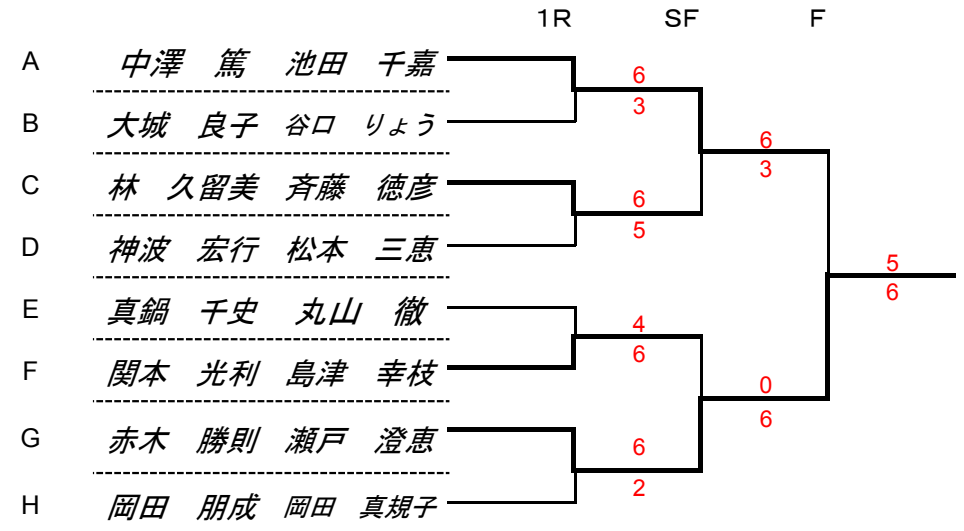 1R SF F
A 中澤 篤 池田 千嘉
6
3
B 大城 良子 谷口 りょう
6
3
C 林 久留美 斉藤 徳彦
6
5
D 神波 宏行 松本 三恵
5
6
E 真鍋 千史 丸山 徹
4
6
F 関本 光利 島津 幸枝
0
6
G 赤木 勝則 瀬戸 澄恵
6
2
H 岡田 朋成 岡田 真規子